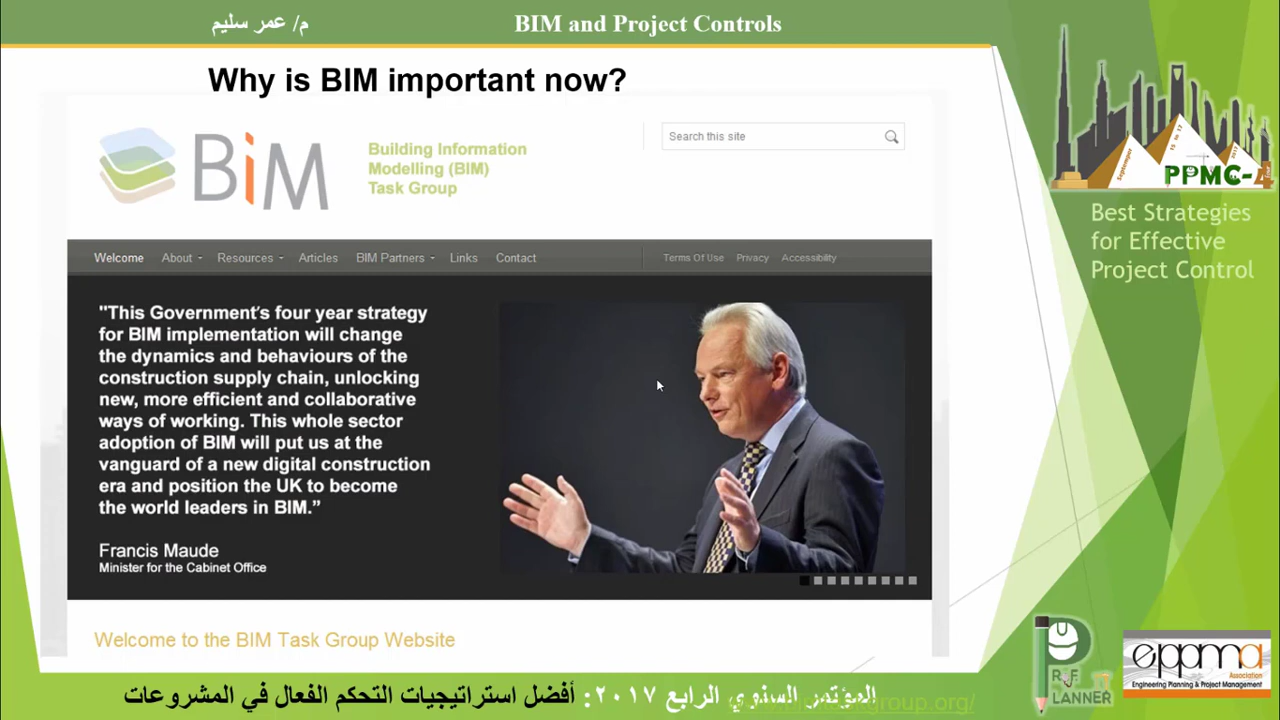 م/ عمر سليم
BIM and Project Controls
Why is BIM important now?
BiM
Building Information
Modelling (BIM)
Task Group
Search this site
Welcome About Resources Articles BIM Partners Links Contact
Terms Of Use Privacy Accessibility
"This Government's four year strategy
for BIM implementation will change
the dynamics and behaviours of the
construction supply chain, unlocking
new, more efficient and collaborative
ways of working. This whole sector
adoption of BIM will put us at the
vanguard of a new digital construction
era and position the UK to become
the world leaders in BIM.”
Francis Maude
Minister for the Cabinet Office
Welcome to the BIM Task Group Website
September
15 to 17
2017
PPMC-4
Best Strategies
for Effective
Project Control
LANNER
eppma
Association
Engineering Planning & Project Management
المؤتمر السنوي الرابع ٢٠١٧: أفضل استراتيجيات التحكم الفعال في المشروعات